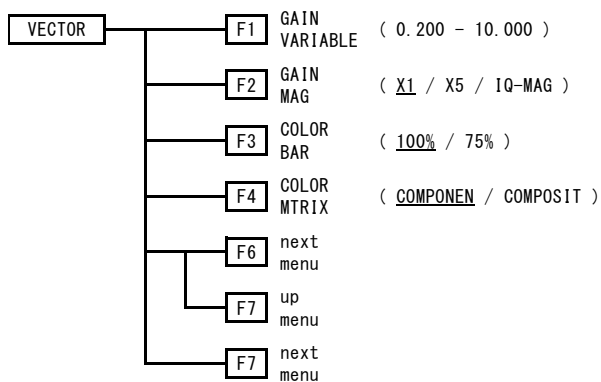 VECTOR
F1 GAIN VARIABLE ( 0.200 - 10.000 )
F2 GAIN MAG ( X1 / X5 / IQ-MAG )
F3 COLOR BAR ( 100% / 75% )
F4 COLOR MTRIX ( COMPONEN / COMPOSIT )
F6 next menu
F7 up menu
F7 next menu